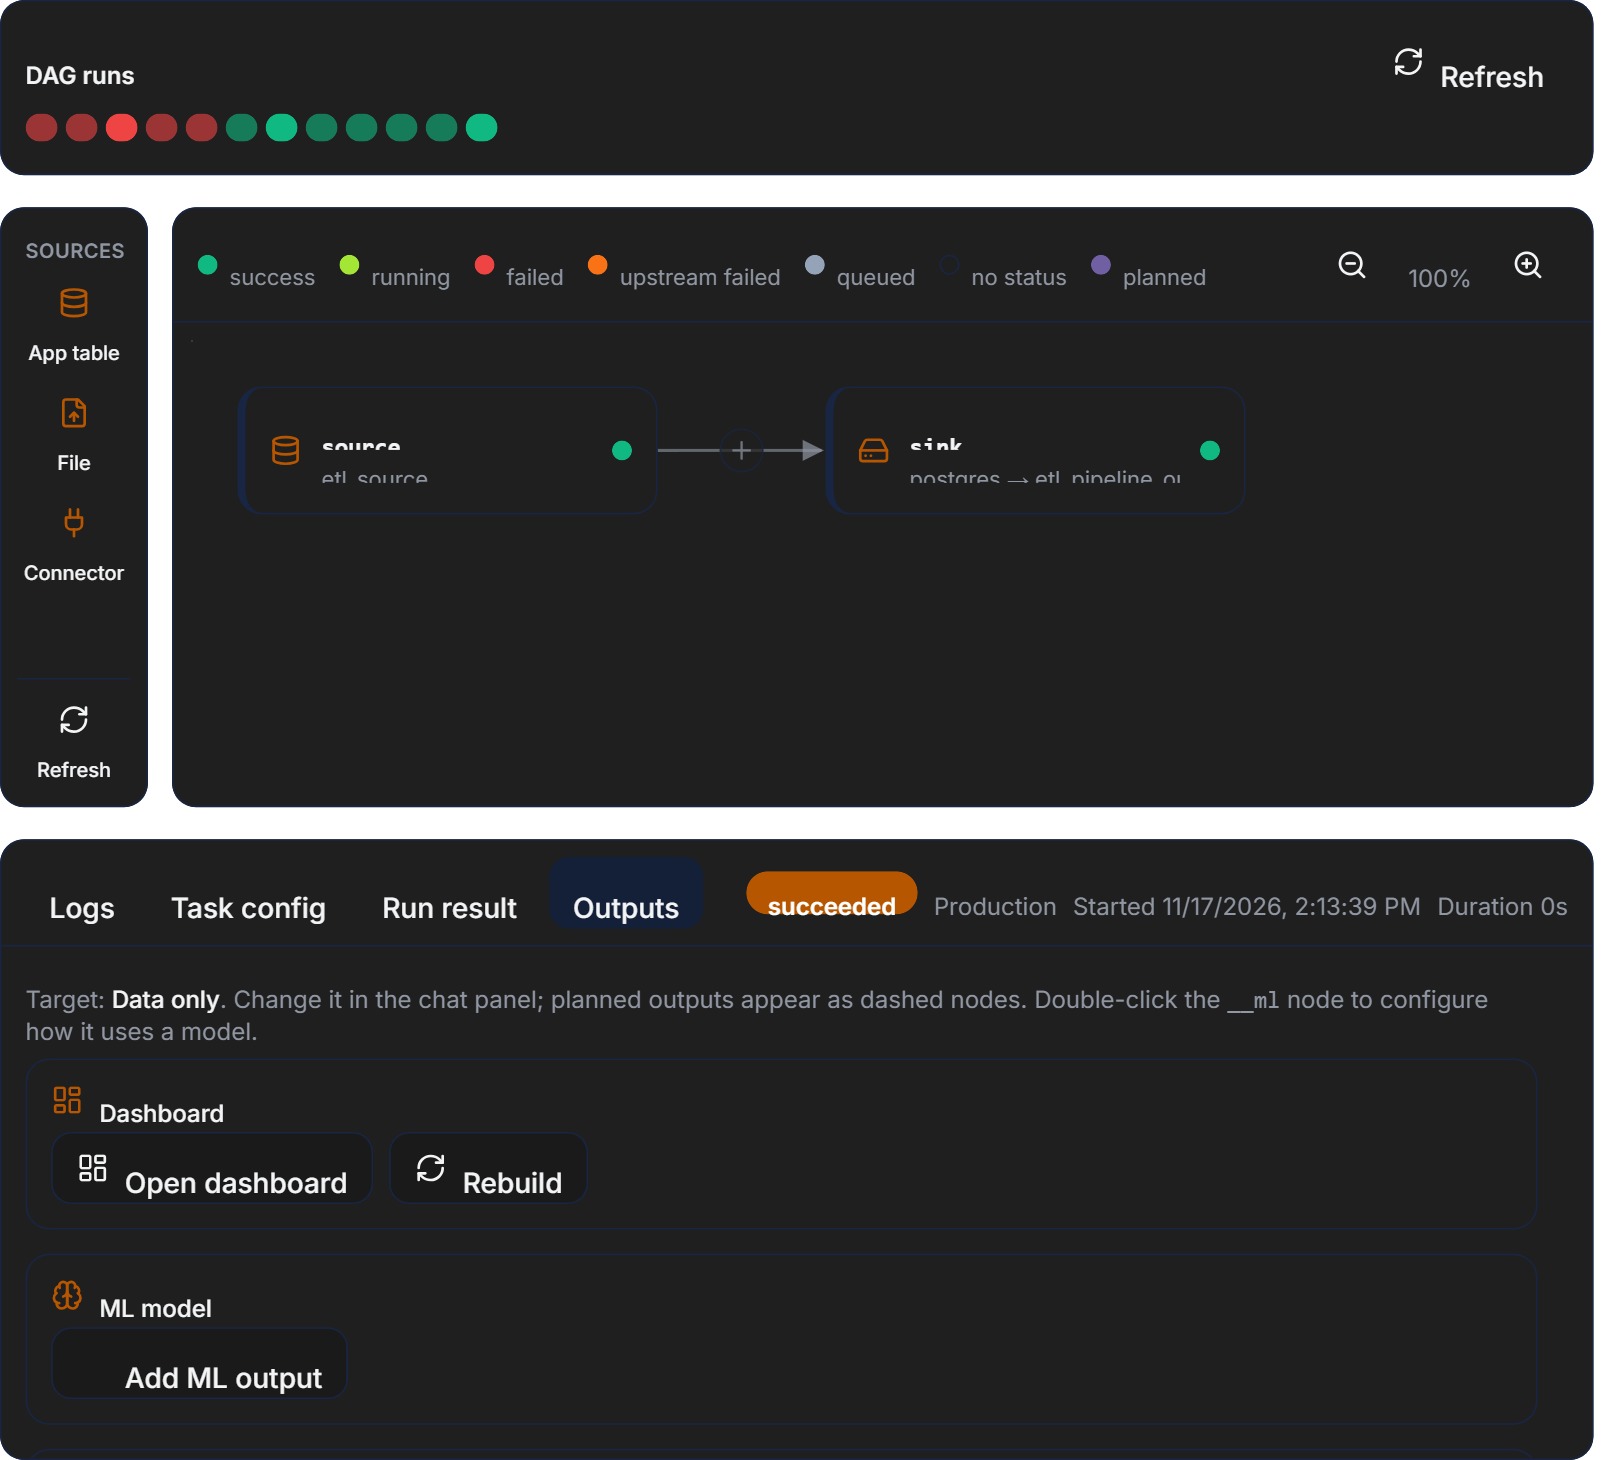 DAG runs
Refresh
SOURCES
App table
File
Connector
Refresh
success running failed upstream failed queued no status planned 100%
source
etl_source
sink
postgres → etl_pipeline_
Logs Task config Run result Outputs succeeded Production Started 11/17/2026, 2:13:39 PM Duration 0s
Target: Data only. Change it in the chat panel; planned outputs appear as dashed nodes. Double-click the __ml node to configure
how it uses a model.
Dashboard
Open dashboard Rebuild
ML model
Add ML output